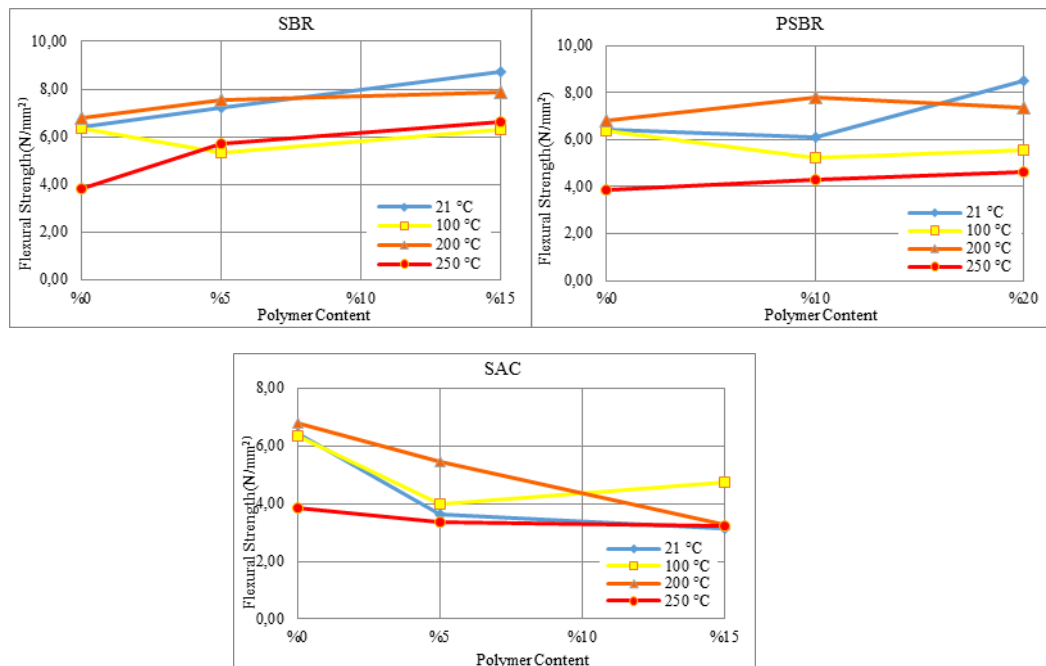 SBR
Flexural Strength(N/mm²)
10,00
8,00
6,00
4,00
2,00
0,00
21 °C
100 °C
200 °C
250 °C
%0
%5
%10
%15
Polymer Content
PSBR
Flexural Strength(N/mm²)
10,00
8,00
6,00
4,00
2,00
0,00
21 °C
100 °C
200 °C
250 °C
%0
%10
%20
Polymer Content
SAC
Flexural Strength(N/mm²)
8,00
6,00
4,00
2,00
0,00
21 °C
100 °C
200 °C
250 °C
%0
%5
%10
%15
Polymer Content